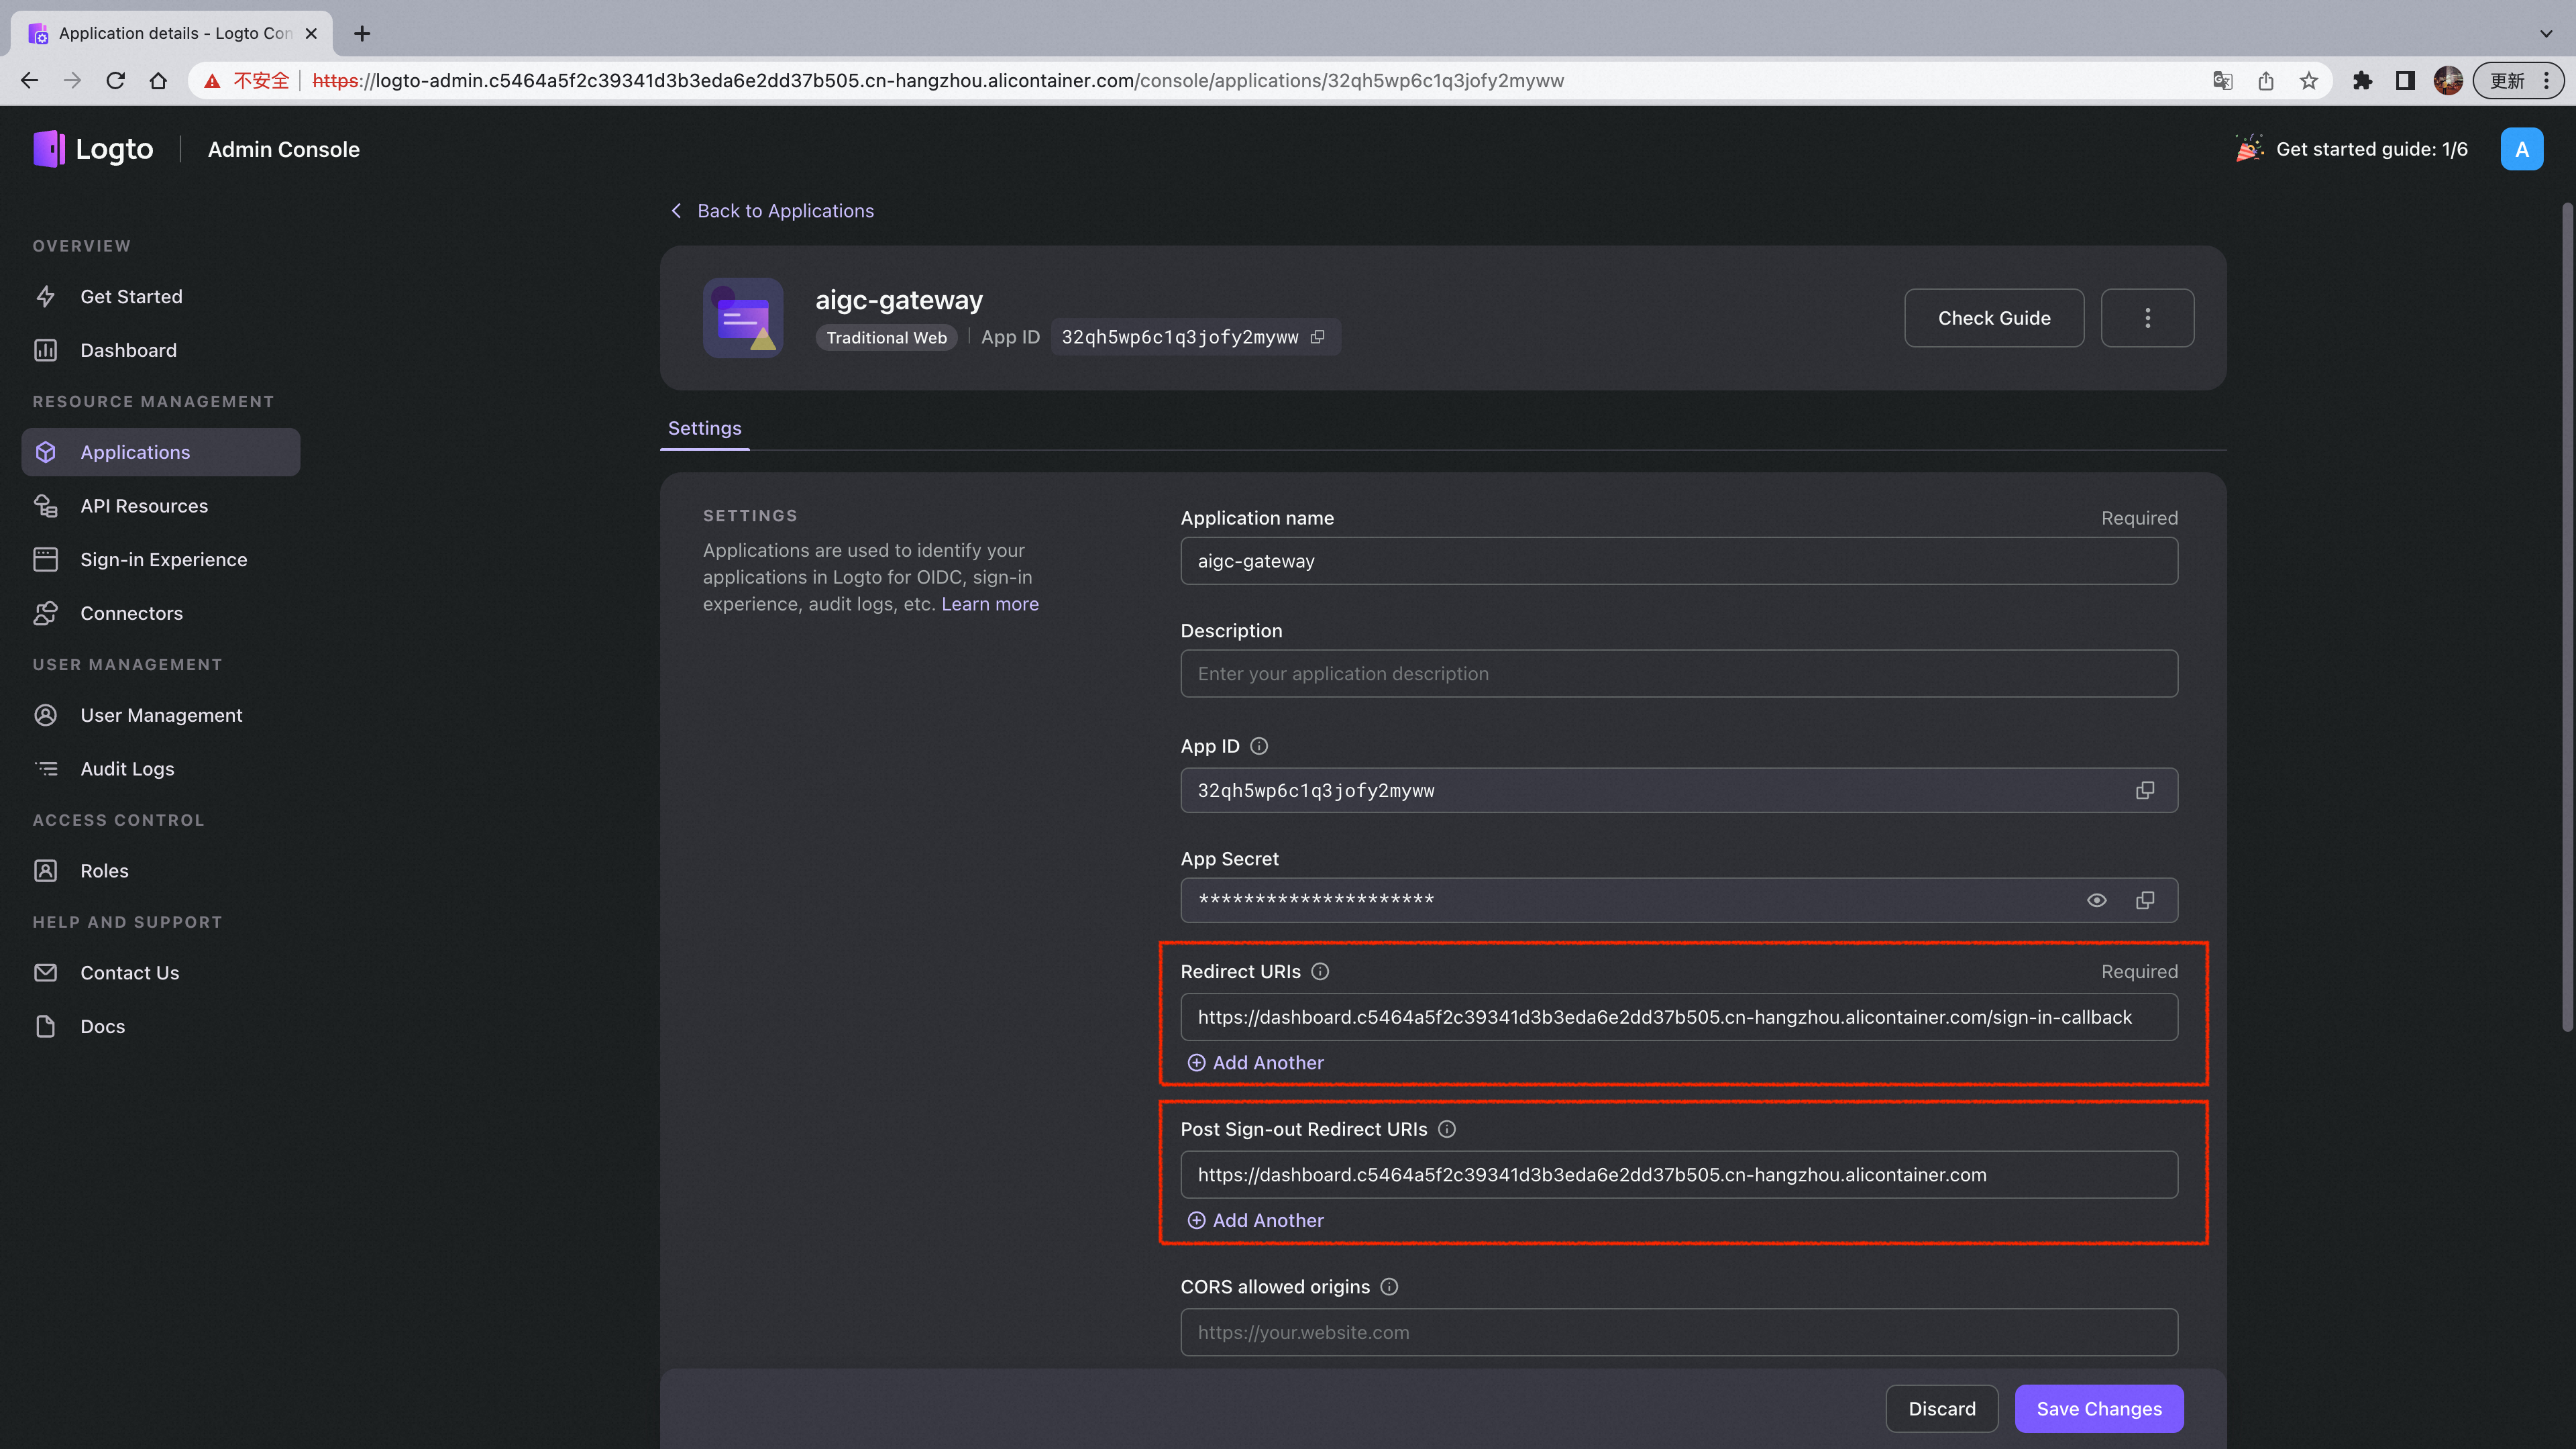 Application details - Logto Con
不安全
https://logto-admin.c5464a5f2c39341d3b3eda6e2dd37b505.cn-hangzhou.alicontainer.com/console/applications/32qh5wp6c1q3jofy2myww
更新
Logto
Admin Console
Get started guide: 1/6
A
Back to Applications
OVERVIEW
Get Started
Dashboard
RESOURCE MANAGEMENT
Applications
API Resources
Sign-in Experience
Connectors
USER MANAGEMENT
User Management
Audit Logs
ACCESS CONTROL
Roles
HELP AND SUPPORT
Contact Us
Docs
aigc-gateway
Traditional Web
App ID
32qh5wp6c1q3jofy2myww
Check Guide
Settings
SETTINGS
Applications are used to identify your
applications in Logto for OIDC, sign-in
experience, audit logs, etc. Learn more
Application name
Required
aigc-gateway
Description
Enter your application description
App ID
32qh5wp6c1q3jofy2myww
App Secret
*********************
Redirect URIs
Required
https://dashboard.c5464a5f2c39341d3b3eda6e2dd37b505.cn-hangzhou.alicontainer.com/sign-in-callback
Add Another
Post Sign-out Redirect URIs
https://dashboard.c5464a5f2c39341d3b3eda6e2dd37b505.cn-hangzhou.alicontainer.com
Add Another
CORS allowed origins
https://your.website.com
Discard
Save Changes